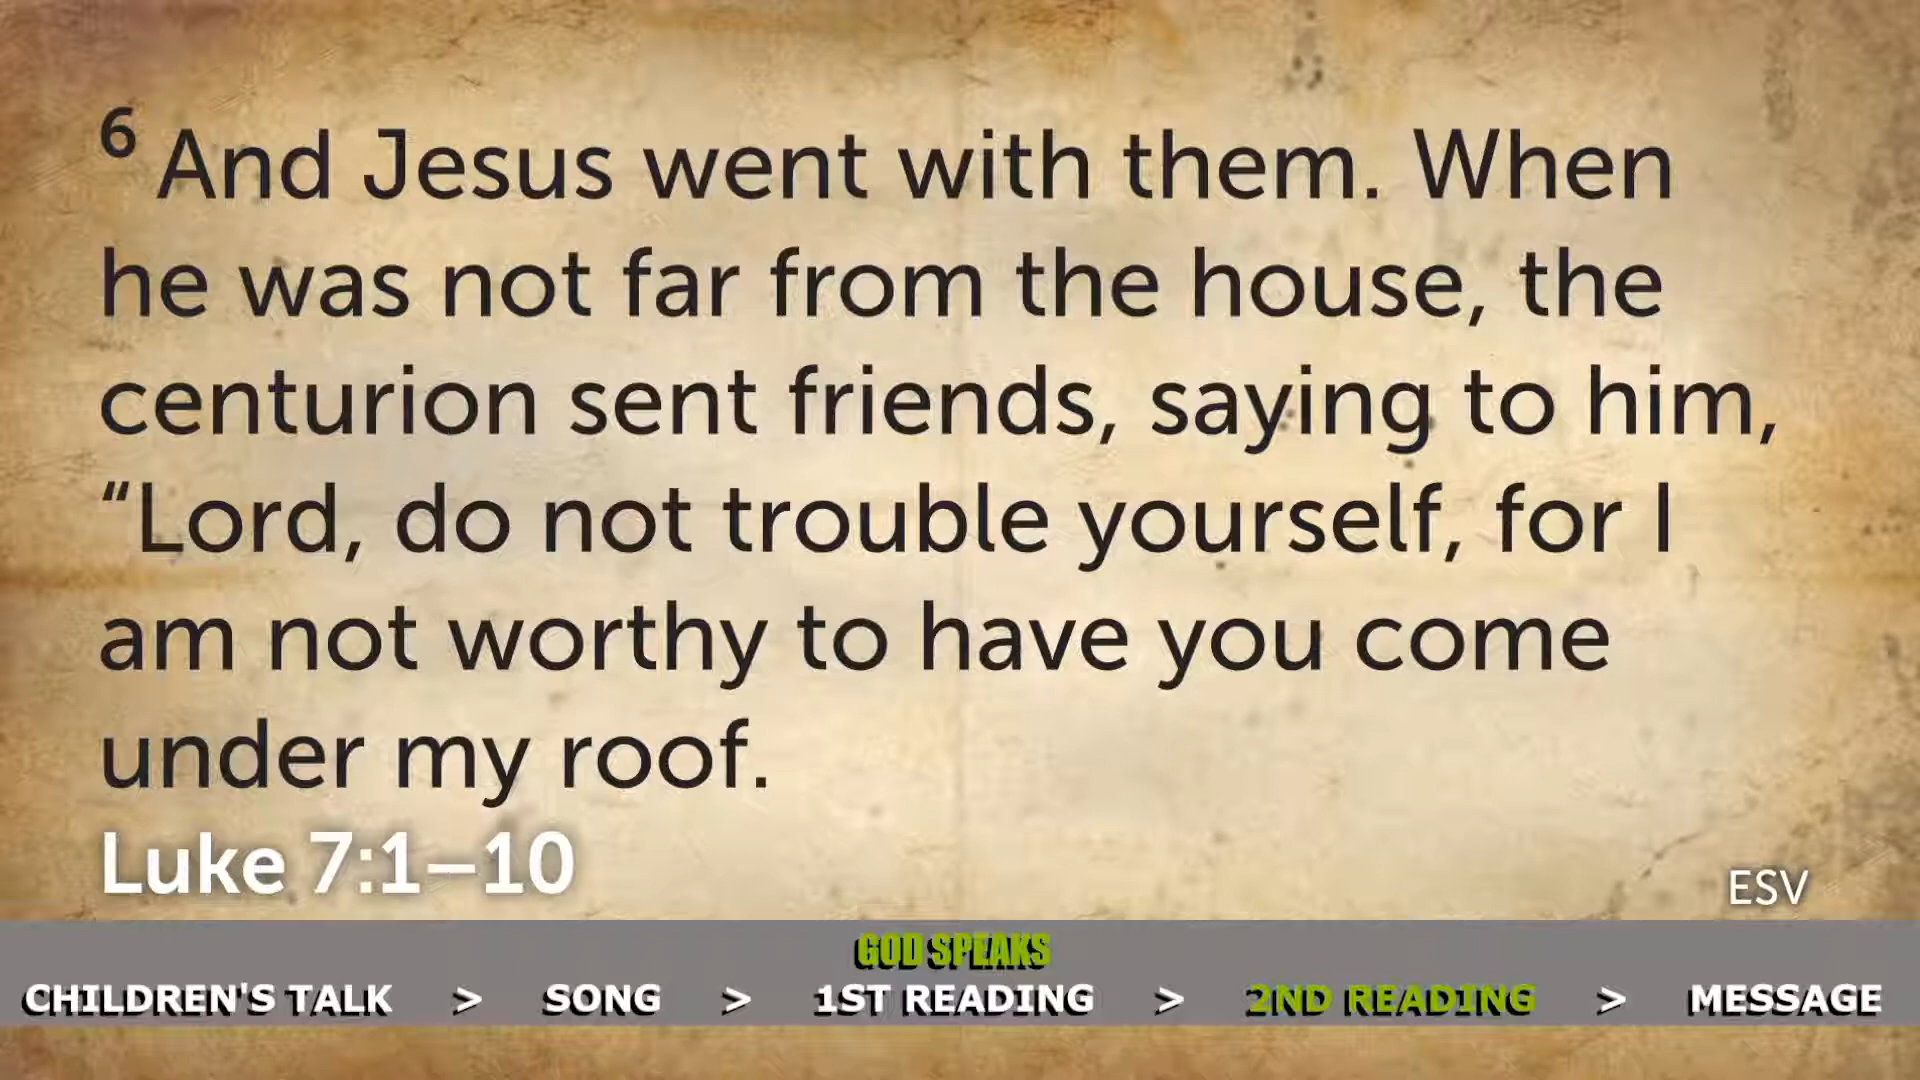 6 And Jesus went with them. When
he was not far from the house, the
centurion sent friends, saying to him,
“Lord, do not trouble yourself, for I
am not worthy to have you come
under my roof.
Luke 7:1–10
ESV
GOD SPEAKS
CHILDREN'S TALK > SONG > 1ST READING > 2ND READING > MESSAGE